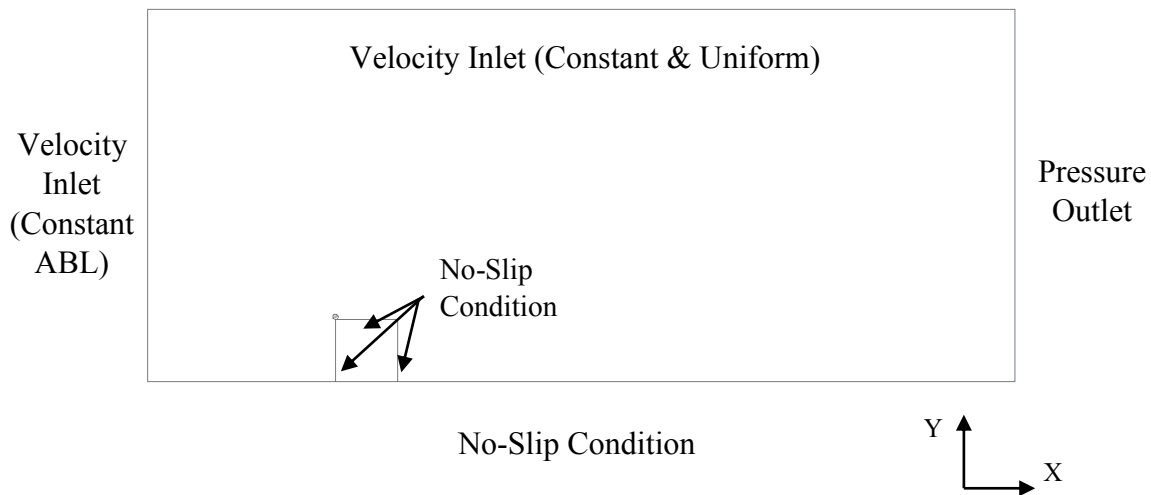 Velocity Inlet (Constant & Uniform)
Velocity
Inlet
(Constant
ABL)
Pressure
Outlet
No-Slip
Condition
No-Slip Condition
Y
X